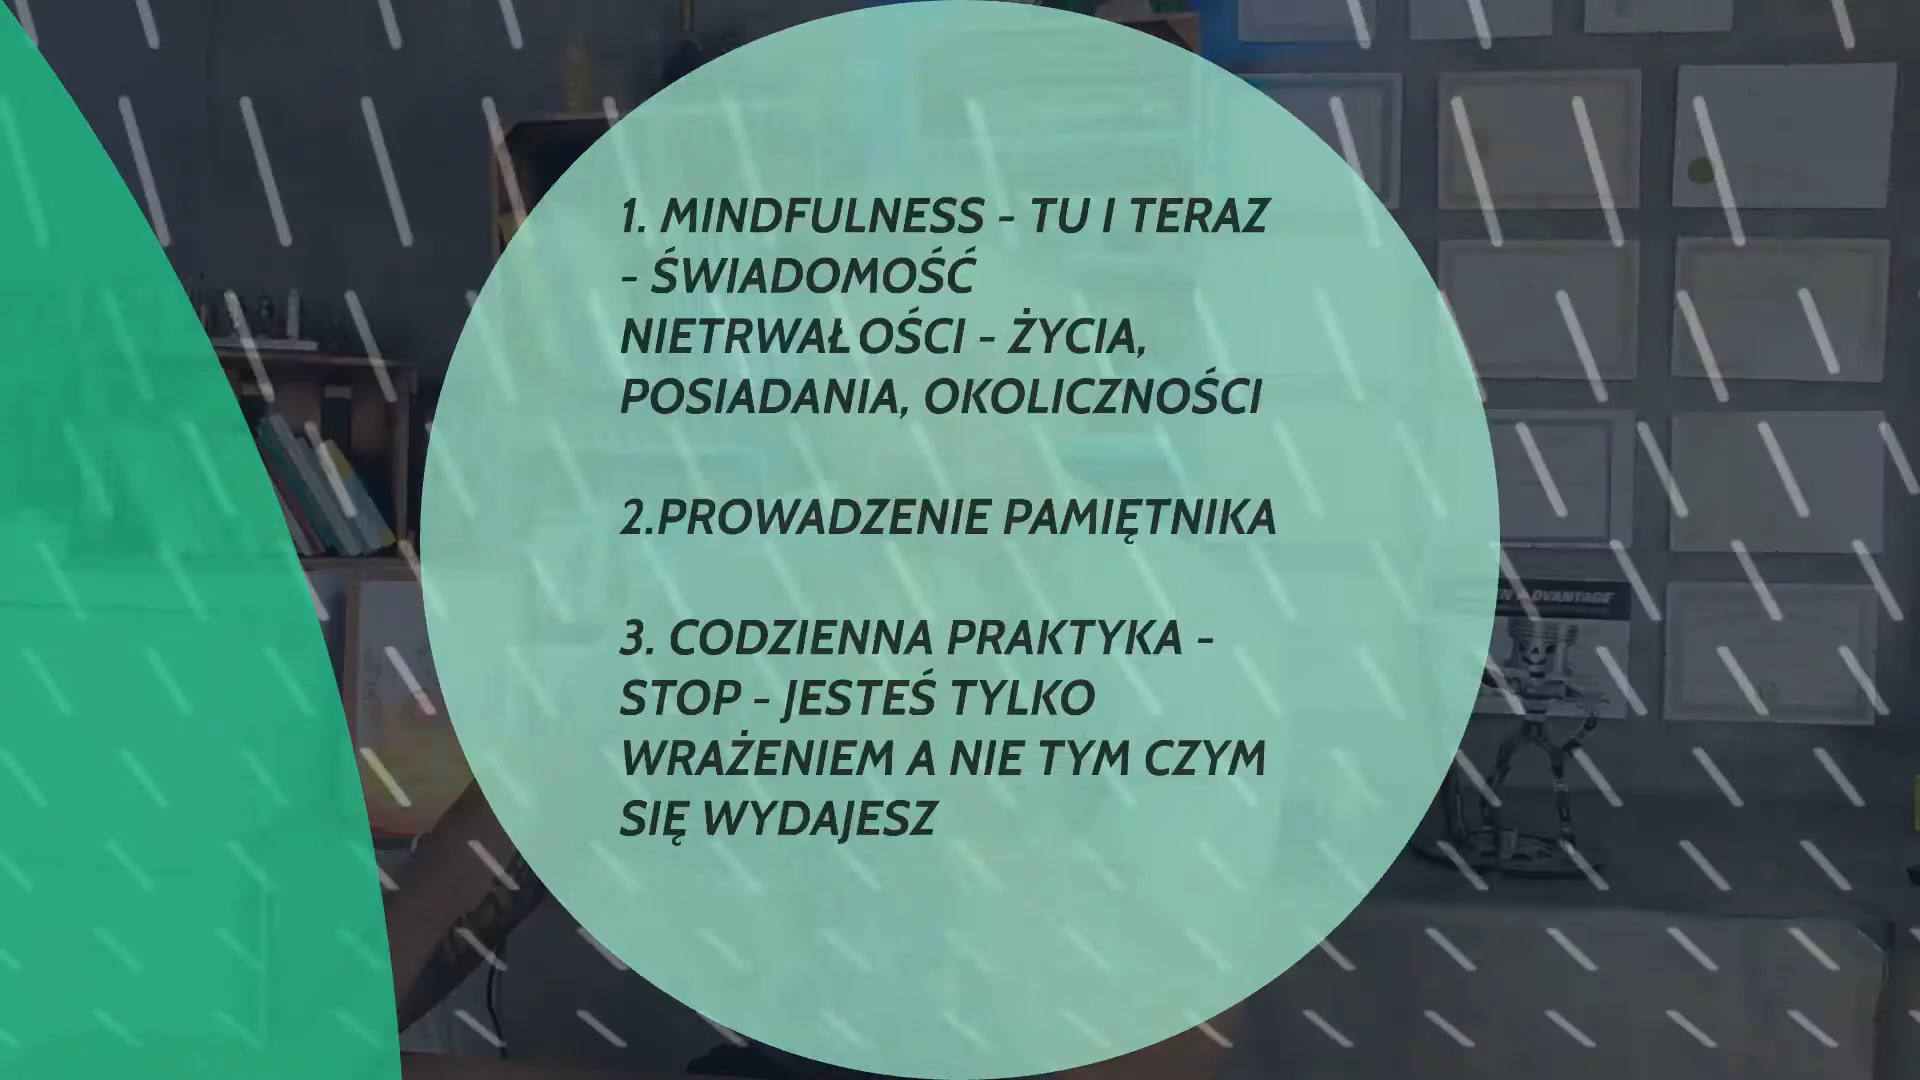 1. MINDFULNESS - TU I TERAZ
- ŚWIADOMOŚĆ
NIETRWAŁOŚCI - ŻYCIA,
POSIADANIA, OKOLICZNOŚCI
2.PROWADZENIE PAMIĘTNIKA
3. CODZIENNA PRAKTYKA -
STOP - JESTEŚ TYLKO
WRAŻENIEM A NIE TYM CZYM
SIĘ WYDAJESZ